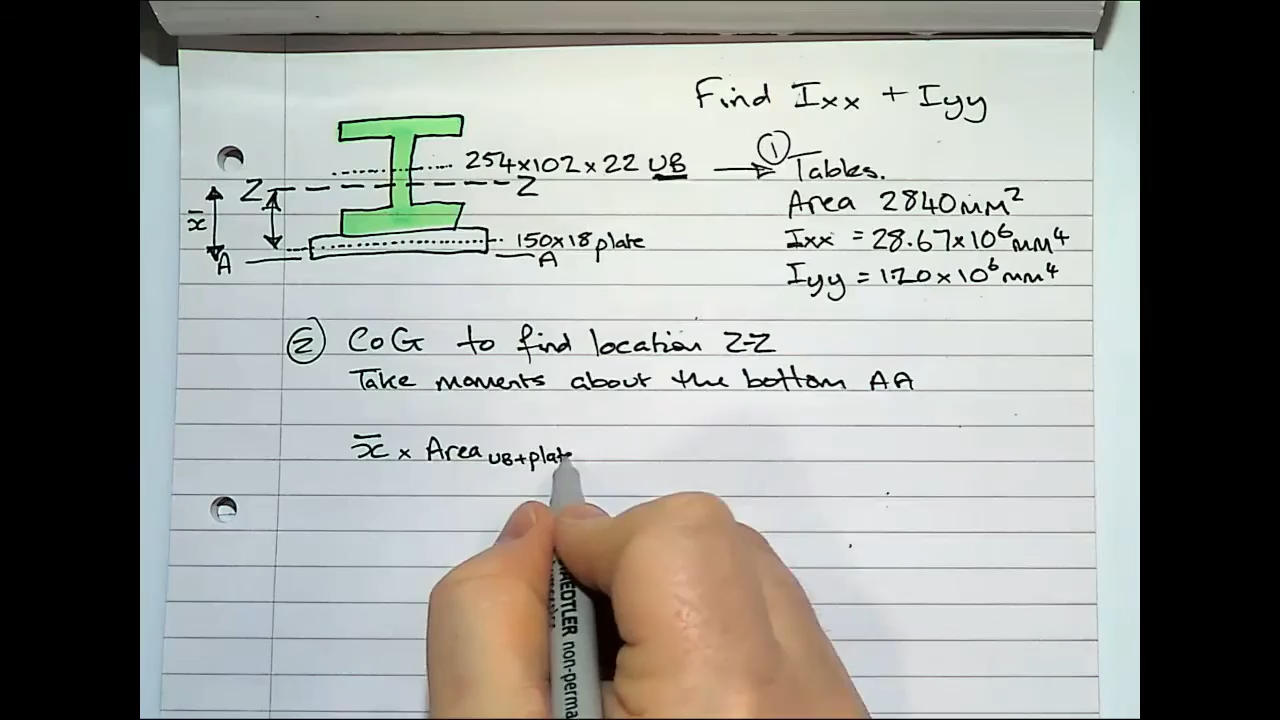 Find Ixx + Iyy
254x102x22 UB
①
Tables.
Z
Z
Area 2840mm²
x̄
150x18 plate
Ixx = 28.67x10⁶mm⁴
A
A
Iyy = 1.20x10⁶mm⁴
② CoG to find location Z-Z
Take moments about the bottom AA
x̄ x Area UB+plate
STAEDTLER non-perma